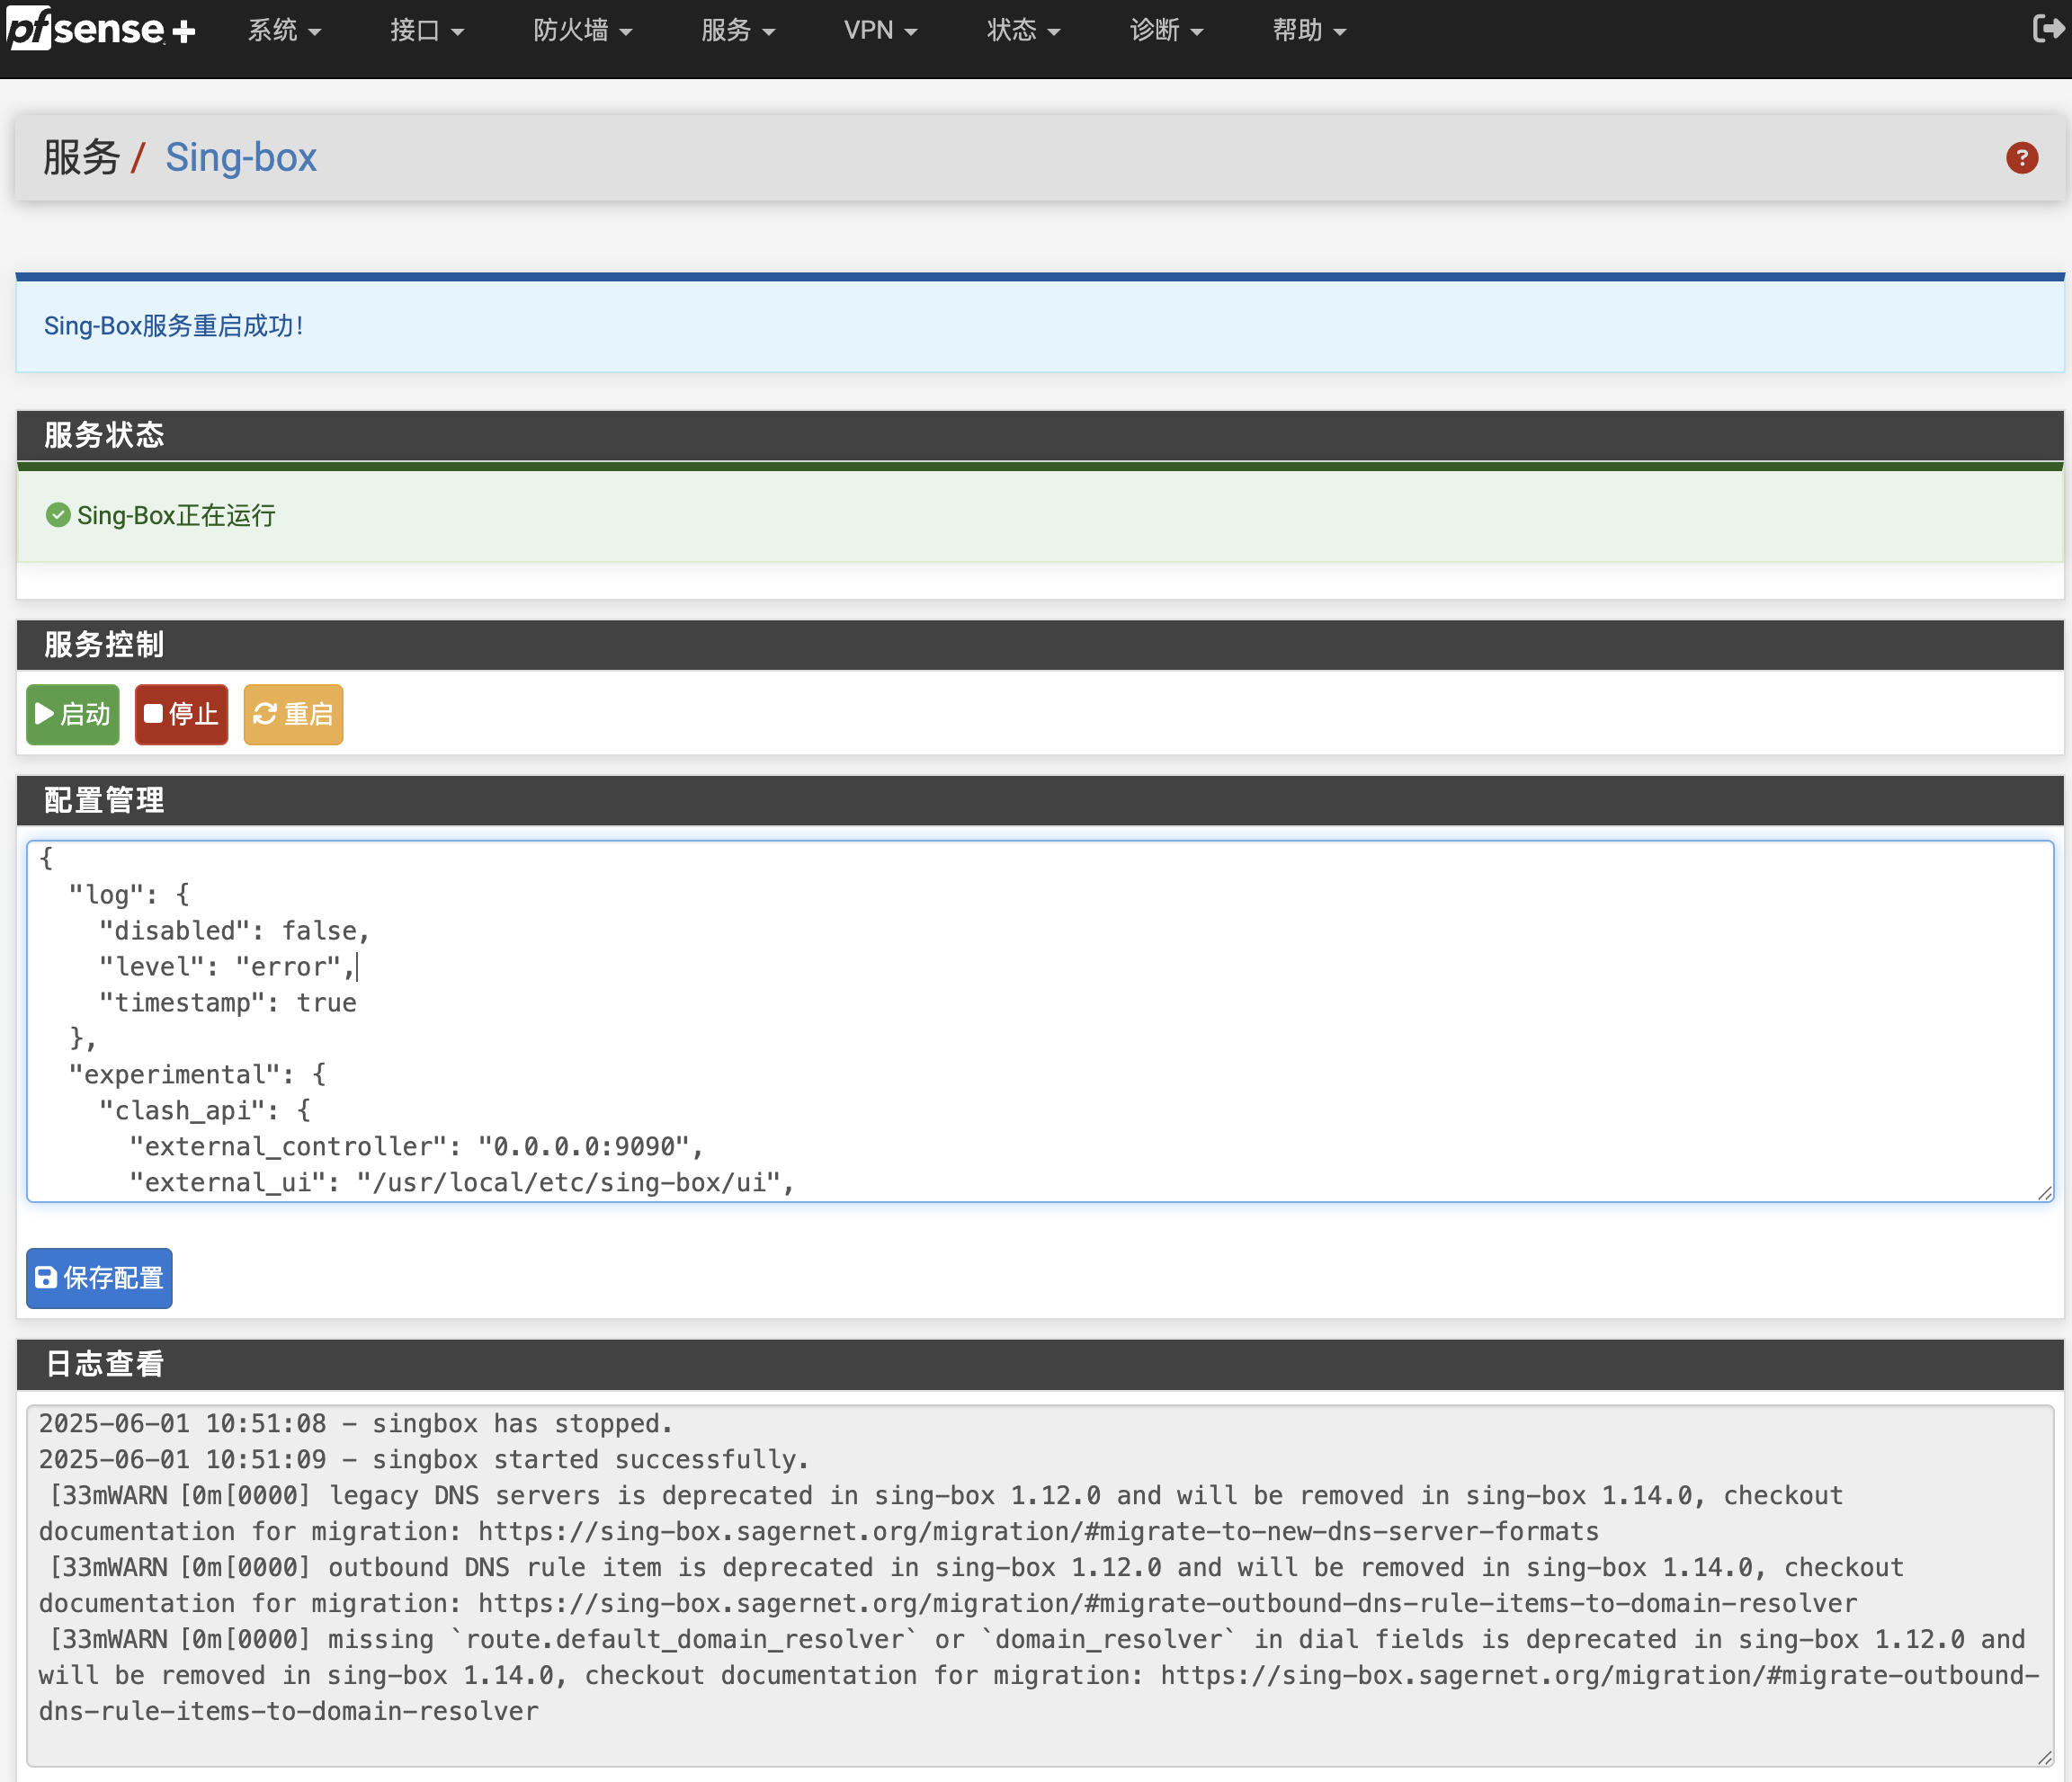 pfsense+ 系统 接口 防火墙 服务 VPN 状态 诊断 帮助
服务 / Sing-box
?
Sing-Box服务重启成功！
服务状态
Sing-Box正在运行
服务控制
启动 停止 重启
配置管理
{
  "log": {
    "disabled": false,
    "level": "error",
    "timestamp": true
  },
  "experimental": {
    "clash_api": {
      "external_controller": "0.0.0.0:9090",
      "external_ui": "/usr/local/etc/sing-box/ui",
保存配置
日志查看
2025-06-01 10:51:08 - singbox has stopped.
2025-06-01 10:51:09 - singbox started successfully.
[33mWARN [0m[0000] legacy DNS servers is deprecated in sing-box 1.12.0 and will be removed in sing-box 1.14.0, checkout
documentation for migration: https://sing-box.sagernet.org/migration/#migrate-to-new-dns-server-formats
[33mWARN [0m[0000] outbound DNS rule item is deprecated in sing-box 1.12.0 and will be removed in sing-box 1.14.0, checkout
documentation for migration: https://sing-box.sagernet.org/migration/#migrate-outbound-dns-rule-items-to-domain-resolver
[33mWARN [0m[0000] missing `route.default_domain_resolver` or `domain_resolver` in dial fields is deprecated in sing-box 1.12.0 and
will be removed in sing-box 1.14.0, checkout documentation for migration: https://sing-box.sagernet.org/migration/#migrate-outbound-
dns-rule-items-to-domain-resolver